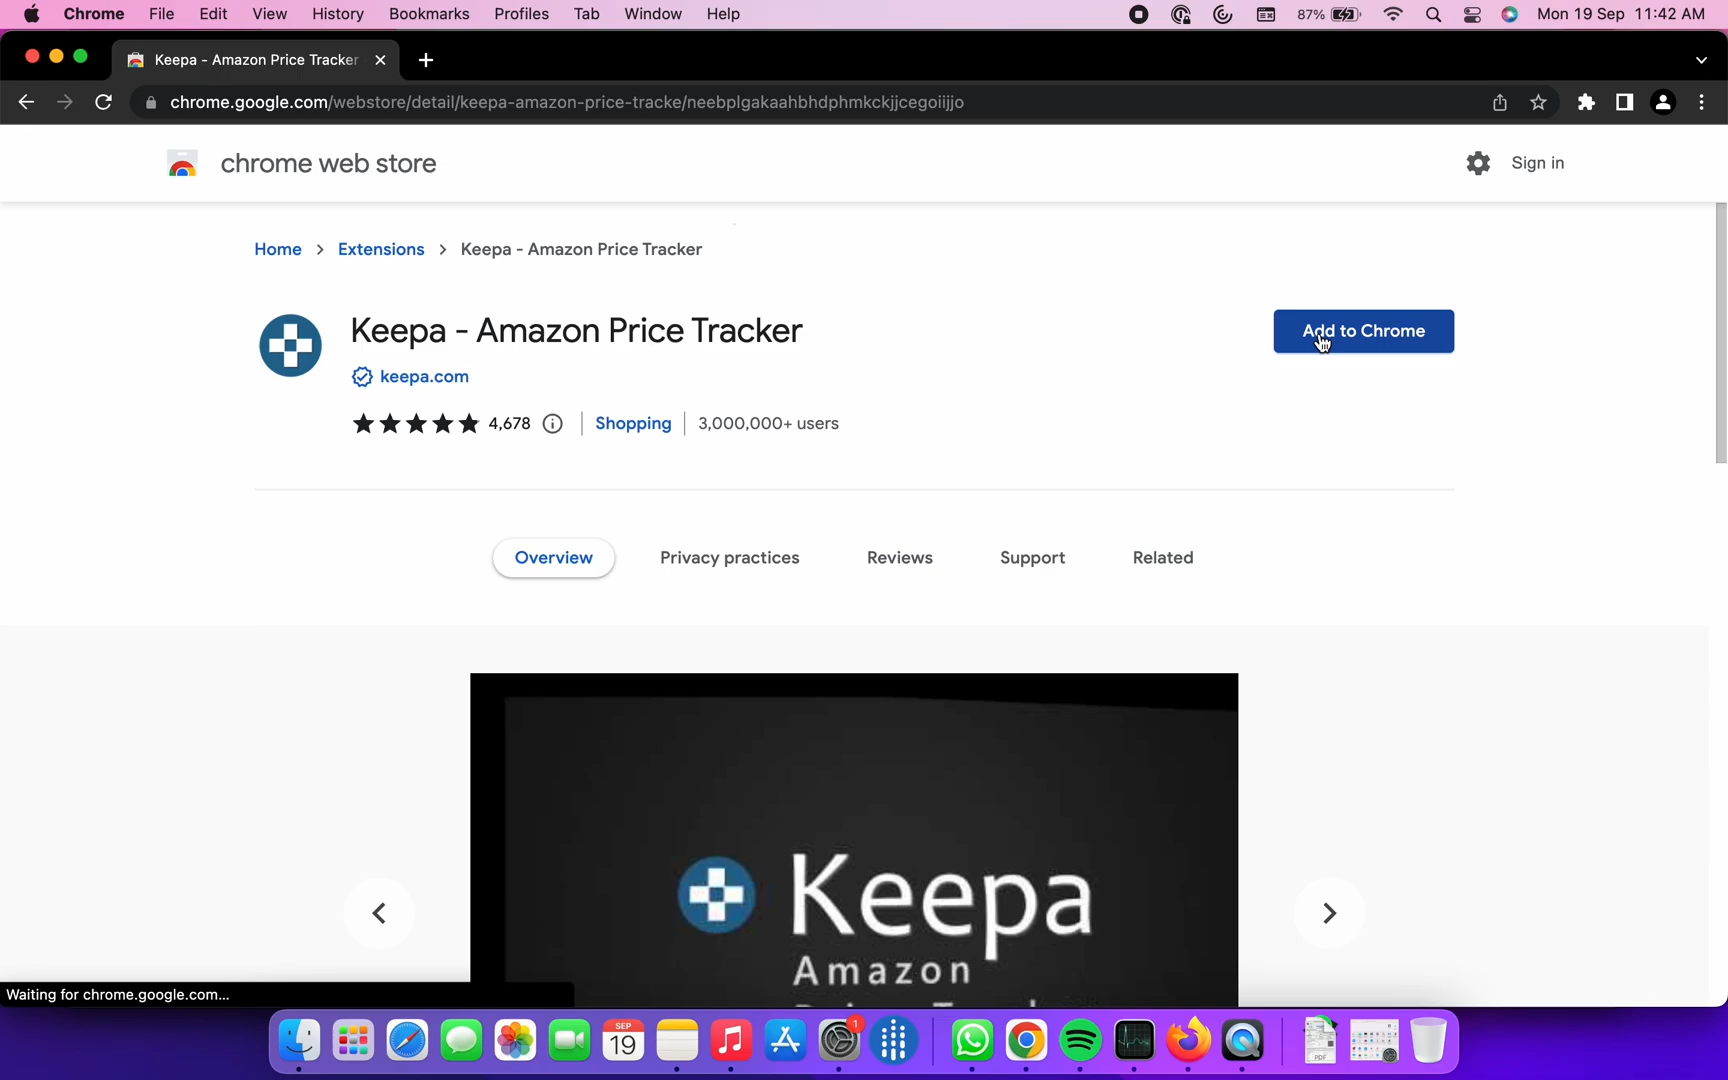 Chrome File Edit View History Bookmarks Profiles Tab Window Help 87% Mon 19 Sep 11:42 AM
Keepa - Amazon Price Tracker
chrome.google.com/webstore/detail/keepa-amazon-price-tracke/neebplgakaahbhdphmkckjjcegoiijjo
chrome web store Sign in
Home > Extensions > Keepa - Amazon Price Tracker
Keepa - Amazon Price Tracker
Add to Chrome
keepa.com
4,678 Shopping 3,000,000+ users
Overview Privacy practices Reviews Support Related
Keepa
Amazon
Waiting for chrome.google.com...
SEP
19
1
PDF